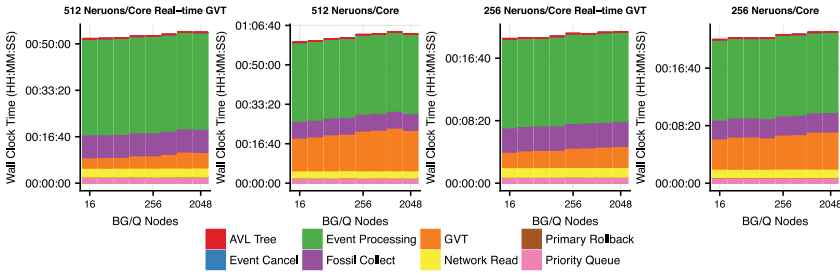 512 Neruons/Core Real-time GVT
512 Neruons/Core
256 Neruons/Core Real-time GVT
256 Neruons/Core
Wall Clock Time (HH:MM:SS)
00:50:00
00:33:20
00:16:40
00:00:00
16
256
2048
BG/Q Nodes
Wall Clock Time (HH:MM:SS)
01:06:40
00:50:00
00:33:20
00:16:40
00:00:00
16
256
2048
BG/Q Nodes
Wall Clock Time (HH:MM:SS)
00:16:40
00:08:20
00:00:00
16
256
2048
BG/Q Nodes
Wall Clock Time (HH:MM:SS)
00:16:40
00:08:20
00:00:00
16
256
2048
BG/Q Nodes
AVL Tree
Event Processing
GVT
Primary Rollback
Event Cancel
Fossil Collect
Network Read
Priority Queue